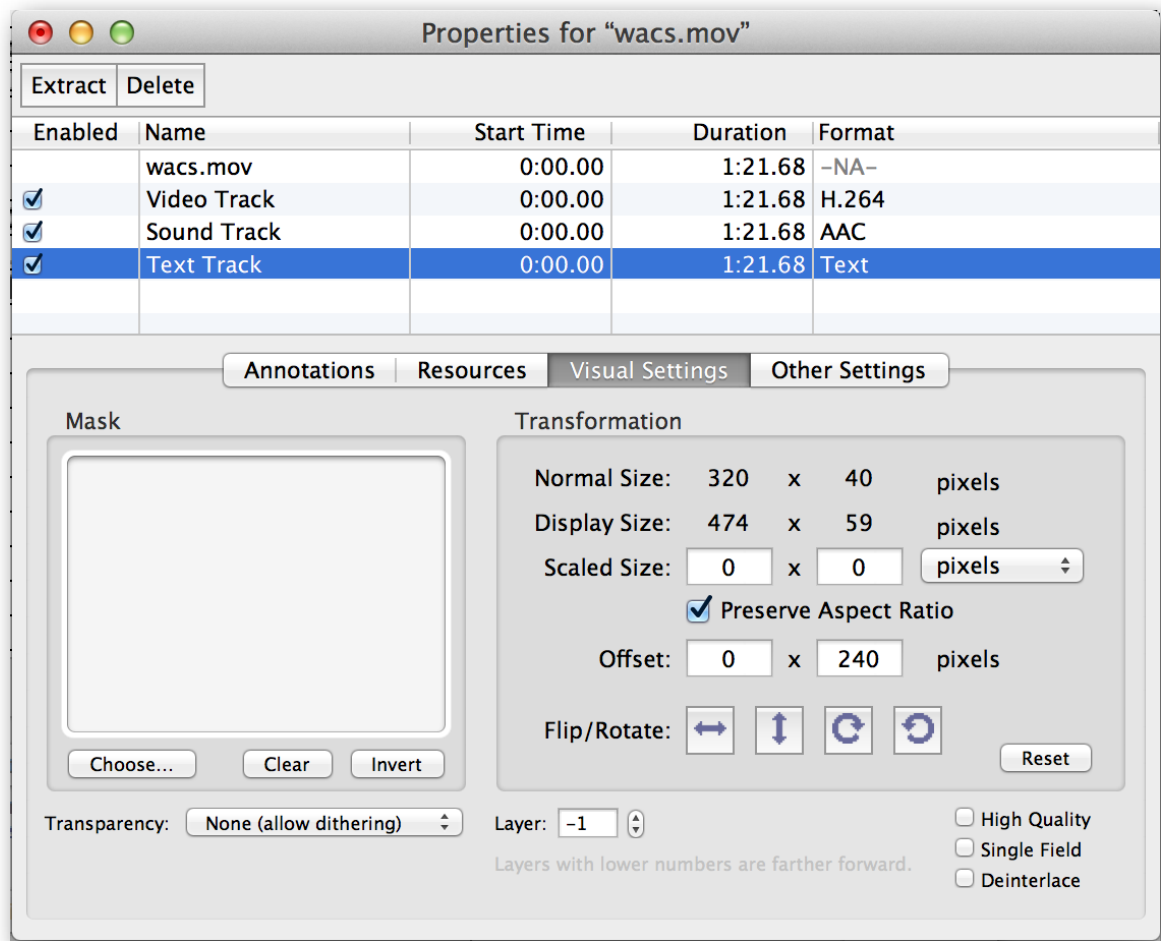 Properties for “wacs.mov”
Extract Delete
Enabled Name Start Time Duration Format
wacs.mov 0:00.00 1:21.68 -NA-
Video Track 0:00.00 1:21.68 H.264
Sound Track 0:00.00 1:21.68 AAC
Text Track 0:00.00 1:21.68 Text
Annotations Resources Visual Settings Other Settings
Mask
Choose... Clear Invert
Transformation
Normal Size: 320 x 40 pixels
Display Size: 474 x 59 pixels
Scaled Size: 0 x 0 pixels
Preserve Aspect Ratio
Offset: 0 x 240 pixels
Flip/Rotate:
Reset
Transparency: None (allow dithering)
Layer: -1
Layers with lower numbers are farther forward.
High Quality
Single Field
Deinterlace